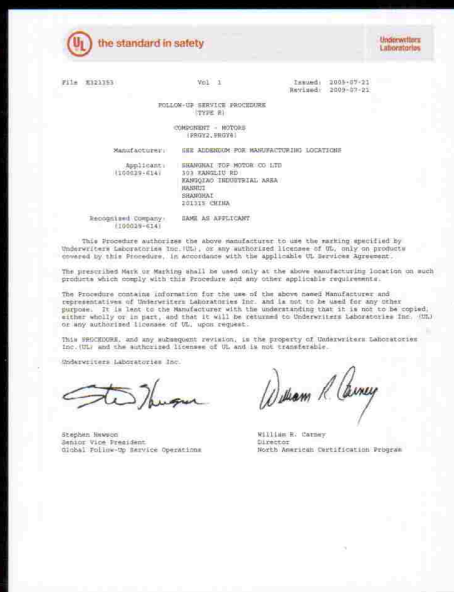 UL the standard in safety
Underwriters
Laboratories
File E323353 Vol 1 Issued: 2009-07-21
Revised: 2009-07-21
FOLLOW-UP SERVICE PROCEDURE
(TYPE R)
COMPONENT - MOTORS
(PRGY2, PRGY8)
Manufacturer: SEE ADDENDUM FOR MANUFACTURING LOCATIONS
Applicant: SHANGHAI TOP MOTOR CO LTD
(100029-614) 303 KANGLIU RD
KANGQIAO INDUSTRIAL AREA
NANHUI
SHANGHAI
201315 CHINA
Recognized Company: SAME AS APPLICANT
(100029-614)
This Procedure authorizes the above manufacturer to use the marking specified by
Underwriters Laboratories Inc.(UL), or any authorized licensee of UL, only on products
covered by this Procedure, in accordance with the applicable UL Services Agreement.
The prescribed Mark or Marking shall be used only at the above manufacturing location on such
products which comply with this Procedure and any other applicable requirements.
The Procedure contains information for the use of the above named Manufacturer and
representatives of Underwriters Laboratories Inc. and is not to be used for any other
purpose. It is lent to the Manufacturer with the understanding that it is not to be copied,
either wholly or in part, and that it will be returned to Underwriters Laboratories Inc. (UL)
or any authorized licensee of UL, upon request.
This PROCEDURE, and any subsequent revision, is the property of Underwriters Laboratories
Inc.(UL) and the authorized licensee of UL and is not transferable.
Underwriters Laboratories Inc.
William R. Carney
Stephen Hewson William R. Carney
Senior Vice President Director
Global Follow-Up Service Operations North American Certification Program